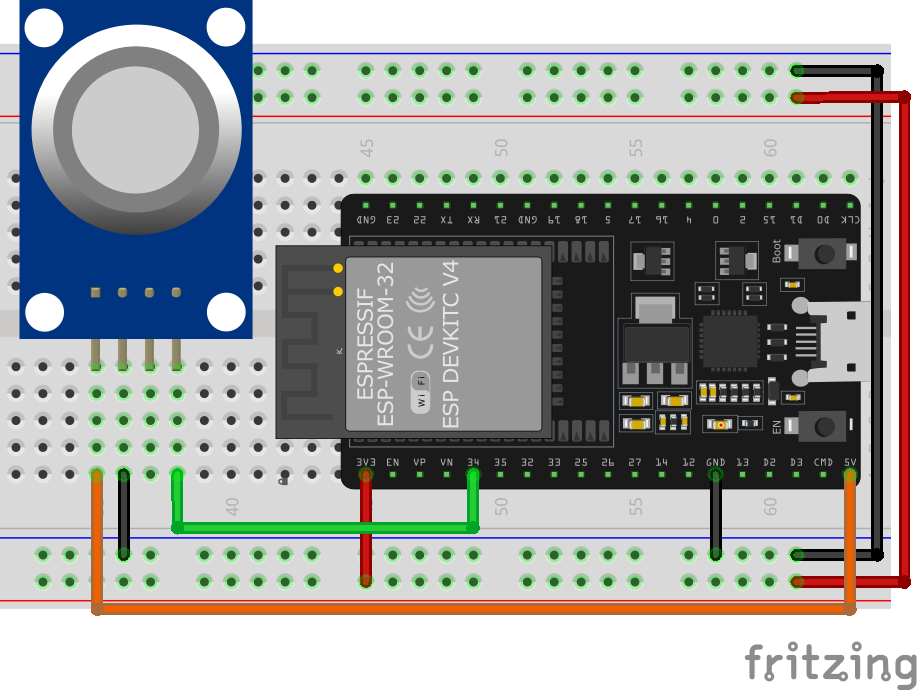 45 50 55 60
GND 23 22 TX RX 21 GND 19 18 5 17 16 4 0 2 15 D1 D0 CLK
Boot
ESPRESSIF
ESP-WROOM-32
CE
Wi Fi
ESP DEVKITC V4
K.
EN
3V3 EN VP VN 34 35 32 33 25 26 27 14 12 GND 13 D2 D3 CMD 5V
40 50 55 60
fritzing